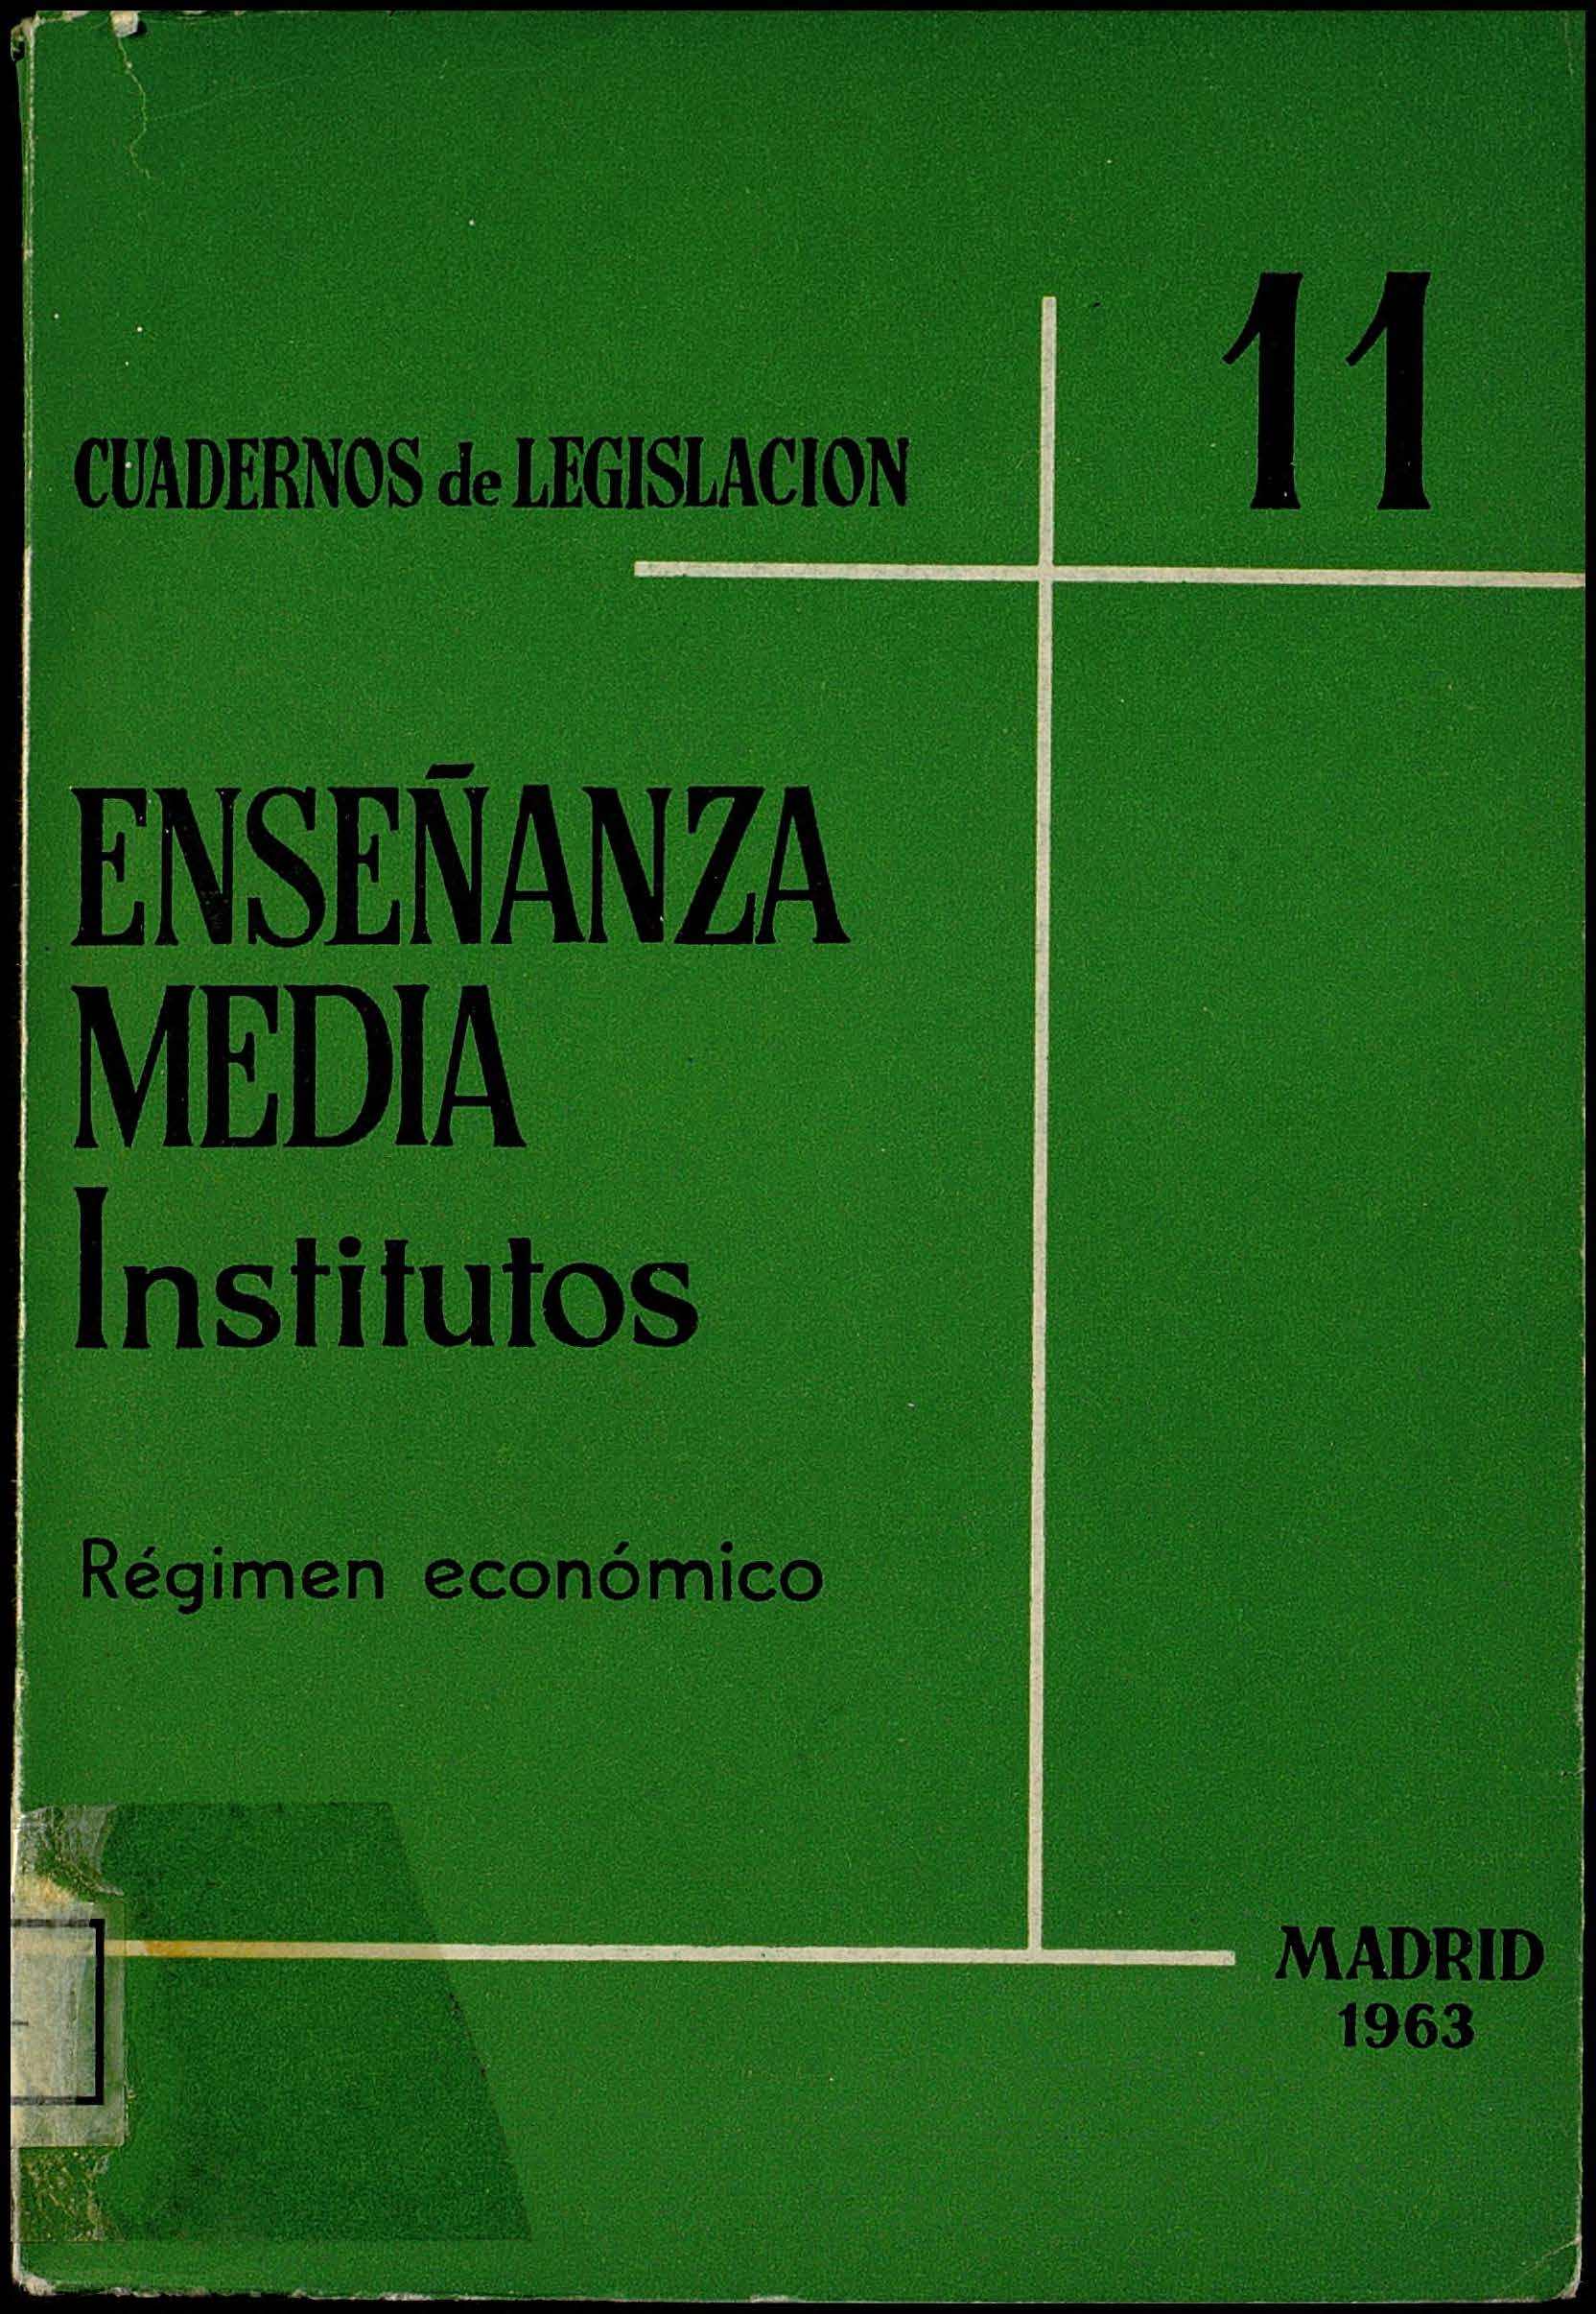 11
CUADERNOS de LEGISLACION
ENSEÑANZA
MEDIA
Institutos
Régimen económico
MADRID
1963